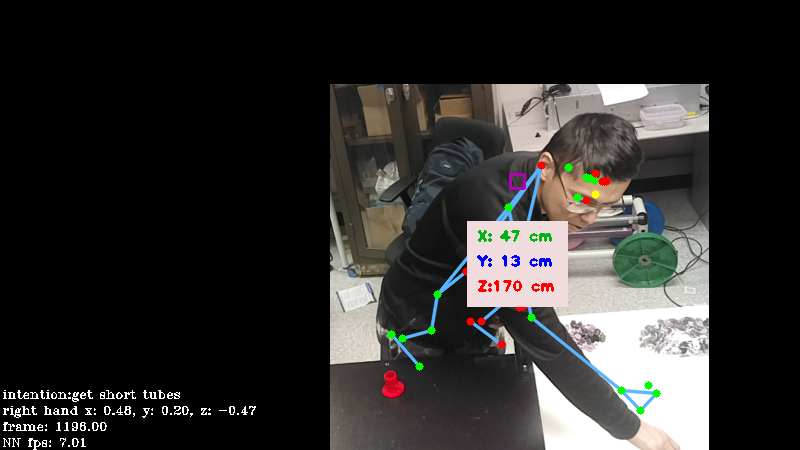 X: 47 cm
Y: 13 cm
Z:170 cm
intention:get short tubes
right hand x: 0.48, y: 0.20, z: -0.47
frame: 1198.00
NN fps: 7.01